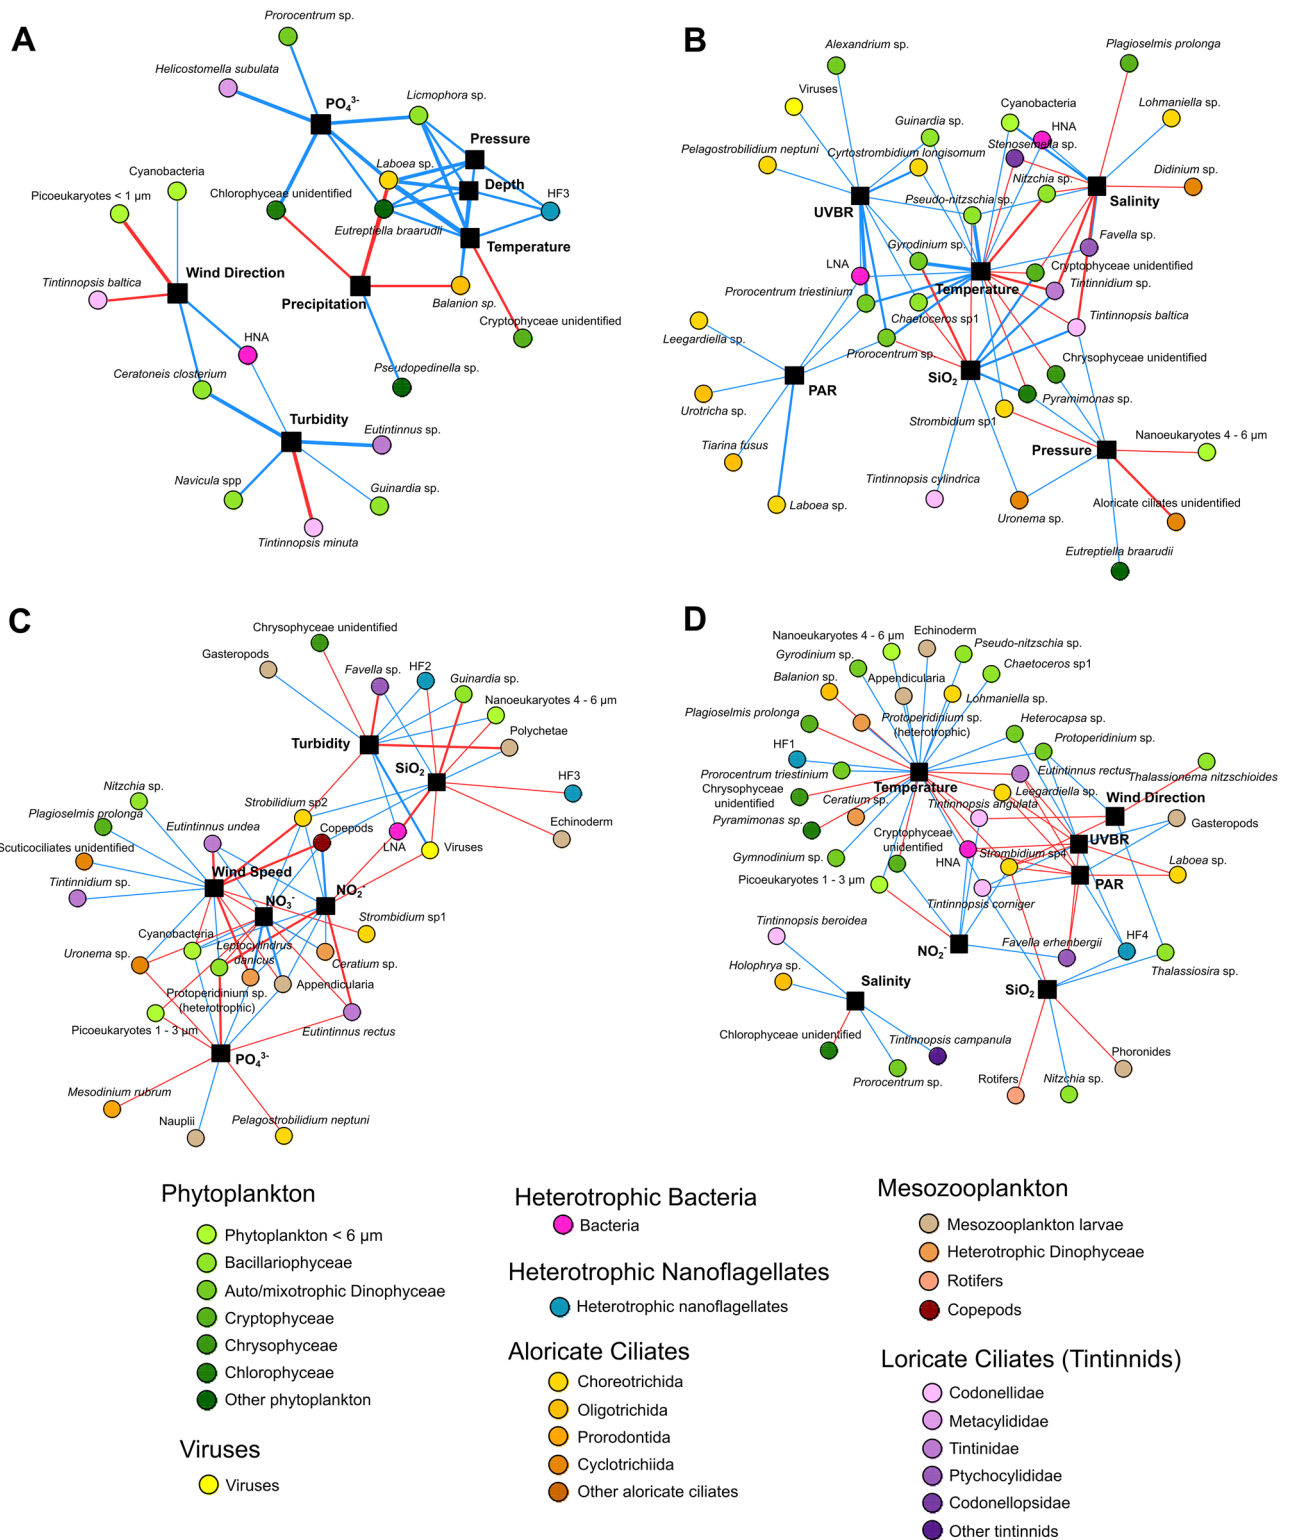 A
Prorocentrum sp.
Helicostomella subulata
PO₄³⁻
Licmophora sp.
Pressure
Laboea sp.
Depth
HF3
Cyanobacteria
Picoeukaryotes < 1 µm
Chlorophyceae unidentified
Eutreptiella braarudii
Temperature
Wind Direction
Tintinnopsis baltica
Precipitation
Balanion sp.
Cryptophyceae unidentified
HNA
Ceratoneis closterium
Pseudopedinella sp.
Turbidity
Eutintinnus sp.
Navicula spp
Guinardia sp.
Tintinnopsis minuta
B
Alexandrium sp.
Plagioselmis prolonga
Viruses
Cyanobacteria
Lohmaniella sp.
Guinardia sp.
HNA
Pelagostrobilidium neptuni
Cyrtostrombidium longisomum
Stenosemella sp.
Didinium sp.
Nitzchia sp.
UVBR
Pseudo-nitzschia sp.
Salinity
Gyrodinium sp.
Favella sp.
LNA
Cryptophyceae unidentified
Prorocentrum triestinium
Temperature
Tintinnidium sp.
Chaetoceros sp1
Tintinnopsis baltica
Leegardiella sp.
Prorocentrum sp.
Chrysophyceae unidentified
SiO₂
PAR
Pyramimonas sp.
Urotricha sp.
Strombidium sp1
Tiarina fusus
Pressure
Nanoeukaryotes 4 - 6 µm
Tintinnopsis cylindrica
Laboea sp.
Uronema sp.
Aloricate ciliates unidentified
Eutreptiella braarudii
C
Chrysophyceae unidentified
Gasteropods
Favella sp.
HF2
Guinardia sp.
Nanoeukaryotes 4 - 6 µm
Turbidity
Polychetae
SiO₂
HF3
Nitzchia sp.
Strobilidium sp2
Plagioselmis prolonga
Eutintinnus undea
Copepods
Echinoderm
Scuticociliates unidentified
LNA
Viruses
Wind Speed
Tintinnidium sp.
NO₂⁻
NO₃⁻
Strombidium sp1
Cyanobacteria
Leptocylindrus
danicus
Uronema sp.
Ceratium sp.
Protoperidinium sp.
(heterotrophic)
Appendicularia
Picoeukaryotes 1 - 3 µm
Eutintinnus rectus
PO₄³⁻
Mesodinium rubrum
Nauplii
Pelagostrobilidium neptuni
D
Nanoeukaryotes 4 - 6 µm
Echinoderm
Pseudo-nitzschia sp.
Gyrodinium sp.
Chaetoceros sp1
Balanion sp.
Appendicularia
Lohmaniella sp.
Plagioselmis prolonga
Protoperidinium sp.
(heterotrophic)
Heterocapsa sp.
Protoperidinium sp.
HF1
Prorocentrum triestinium
Eutintinnus rectus
Thalassionema nitzschioides
Chrysophyceae
unidentified
Temperature
Leegardiella sp.
Ceratium sp.
Tintinnopsis angulata
Wind Direction
Pyramimonas sp.
Cryptophyceae
unidentified
Gasteropods
UVBR
Gymnodinium sp.
HNA
Strombidium sp4
Laboea sp.
Picoeukaryotes 1 - 3 µm
PAR
Tintinnopsis corniger
Tintinnopsis beroidea
NO₂⁻
Favella erhenbergii
HF4
Holophrya sp.
Thalassiosira sp.
Salinity
SiO₂
Chlorophyceae unidentified
Tintinnopsis campanula
Phoronides
Prorocentrum sp.
Rotifers
Nitzchia sp.
Phytoplankton
Phytoplankton < 6 µm
Bacillariophyceae
Auto/mixotrophic Dinophyceae
Cryptophyceae
Chrysophyceae
Chlorophyceae
Other phytoplankton
Viruses
Viruses
Heterotrophic Bacteria
Bacteria
Heterotrophic Nanoflagellates
Heterotrophic nanoflagellates
Aloricate Ciliates
Choreotrichida
Oligotrichida
Prorodontida
Cyclotrichiida
Other aloricate ciliates
Mesozooplankton
Mesozooplankton larvae
Heterotrophic Dinophyceae
Rotifers
Copepods
Loricate Ciliates (Tintinnids)
Codonellidae
Metacylididae
Tintinidae
Ptychocylididae
Codonellopsidae
Other tintinnids